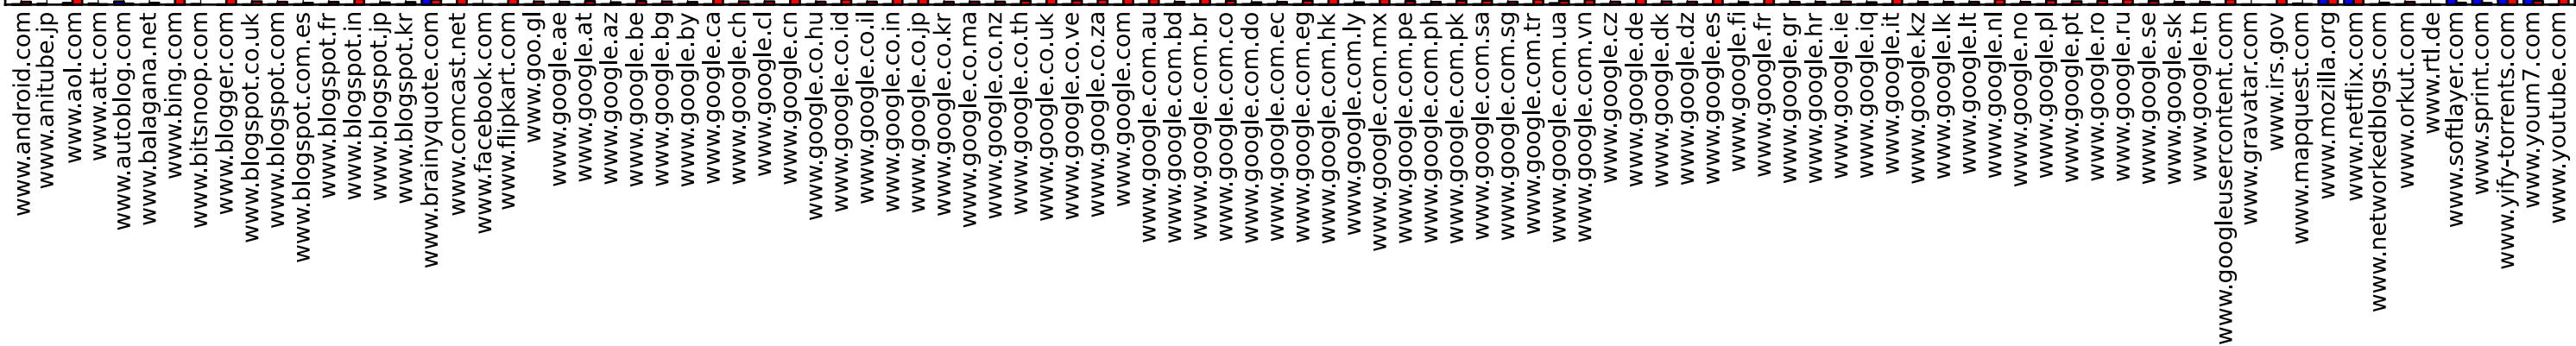 www.android.com
www.anitube.jp
www.aol.com
www.att.com
www.autoblog.com
www.balagana.net
www.bing.com
www.bitsnoop.com
www.blogger.com
www.blogspot.co.uk
www.blogspot.com
www.blogspot.com.es
www.blogspot.fr
www.blogspot.in
www.blogspot.jp
www.blogspot.kr
www.brainyquote.com
www.comcast.net
www.facebook.com
www.flipkart.com
www.goo.gl
www.google.ae
www.google.at
www.google.az
www.google.be
www.google.bg
www.google.by
www.google.ca
www.google.ch
www.google.cl
www.google.cn
www.google.co.hu
www.google.co.id
www.google.co.il
www.google.co.in
www.google.co.jp
www.google.co.kr
www.google.co.ma
www.google.co.nz
www.google.co.th
www.google.co.uk
www.google.co.ve
www.google.co.za
www.google.com
www.google.com.au
www.google.com.bd
www.google.com.br
www.google.com.co
www.google.com.do
www.google.com.ec
www.google.com.eg
www.google.com.hk
www.google.com.ly
www.google.com.mx
www.google.com.pe
www.google.com.ph
www.google.com.pk
www.google.com.sa
www.google.com.sg
www.google.com.tr
www.google.com.ua
www.google.com.vn
www.google.cz
www.google.de
www.google.dk
www.google.dz
www.google.es
www.google.fi
www.google.fr
www.google.gr
www.google.hr
www.google.ie
www.google.iq
www.google.it
www.google.kz
www.google.lk
www.google.lt
www.google.nl
www.google.no
www.google.pl
www.google.pt
www.google.ro
www.google.ru
www.google.se
www.google.sk
www.google.tn
www.googleusercontent.com
www.gravatar.com
www.irs.gov
www.mapquest.com
www.mozilla.org
www.netflix.com
www.networkedblogs.com
www.orkut.com
www.rtl.de
www.softlayer.com
www.sprint.com
www.yify-torrents.com
www.youm7.com
www.youtube.com